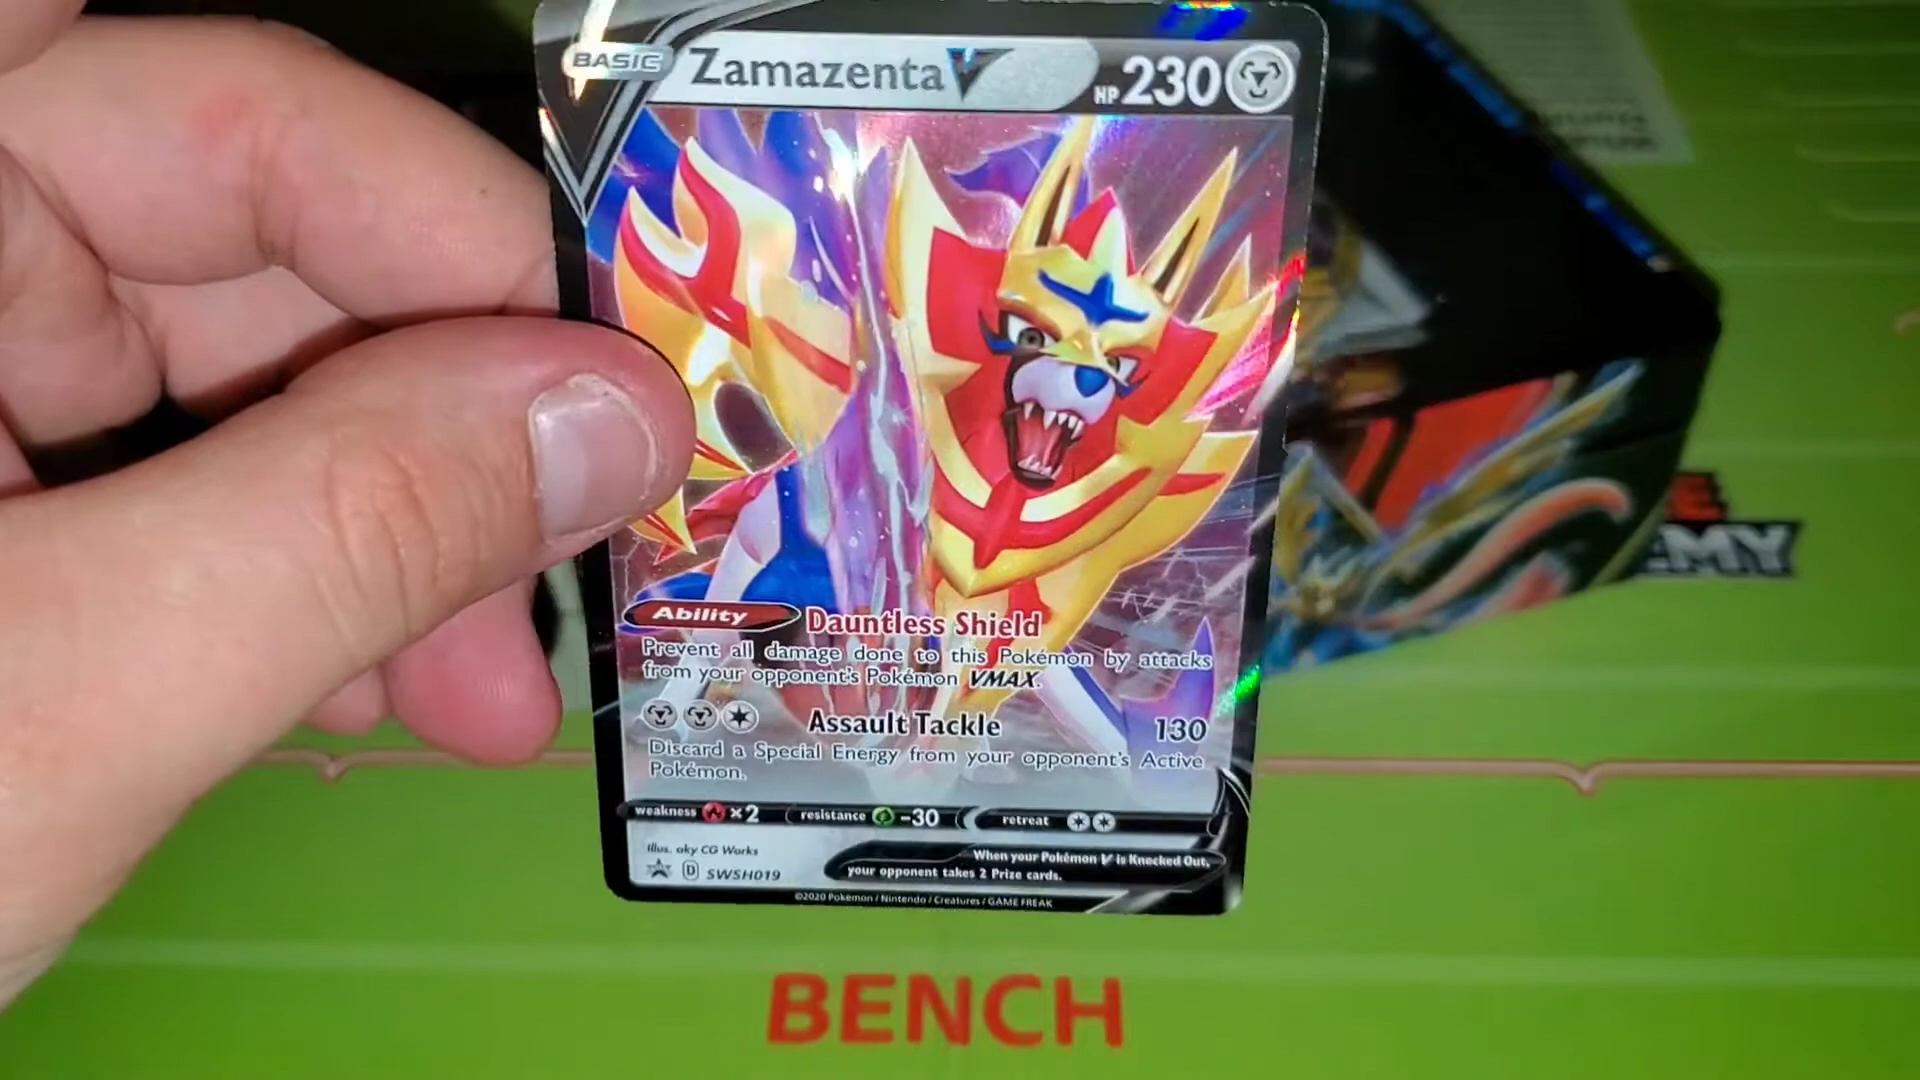 BASIC Zamazenta V HP 230
Ability Dauntless Shield
Prevent all damage done to this Pokémon by attacks
from your opponent's Pokémon VMAX.
Assault Tackle 130
Discard a Special Energy from your opponent's Active
Pokémon.
weakness ×2 resistance -30 retreat
Illus. aky CG Works
When your Pokémon V is Knocked Out,
your opponent takes 2 Prize cards.
D SWSH019
©2020 Pokémon / Nintendo / Creatures / GAME FREAK
BENCH